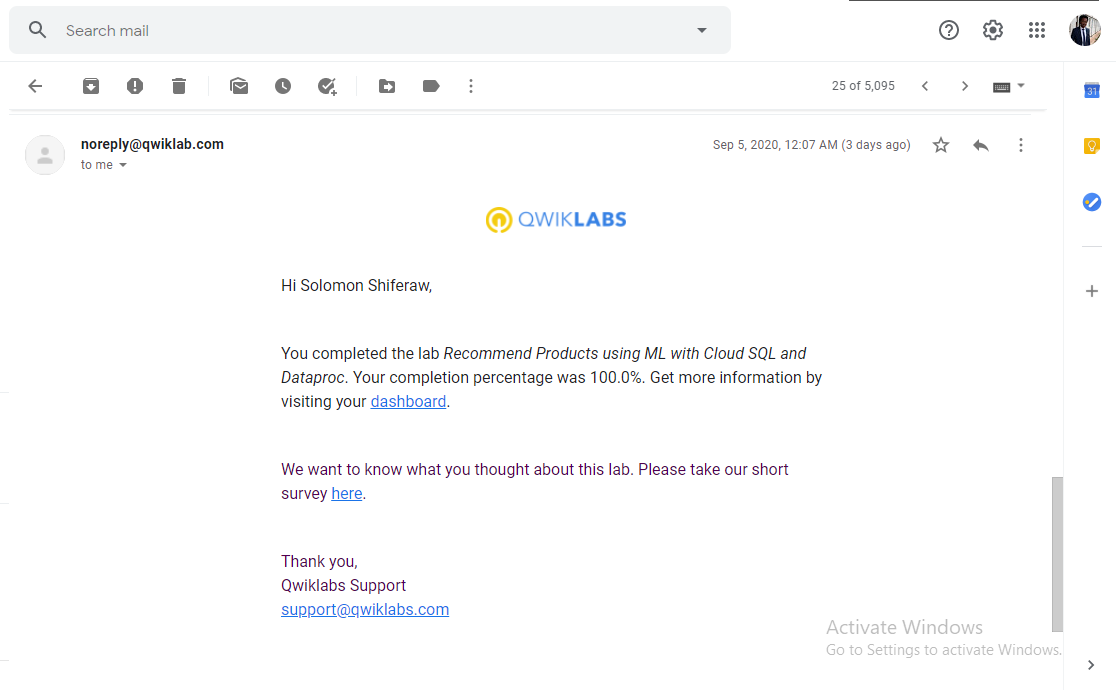 Search mail
25 of 5,095
31
noreply@qwiklab.com
Sep 5, 2020, 12:07 AM (3 days ago)
to me
QWIKLABS
Hi Solomon Shiferaw,
You completed the lab Recommend Products using ML with Cloud SQL and
Dataproc. Your completion percentage was 100.0%. Get more information by
visiting your dashboard.
We want to know what you thought about this lab. Please take our short
survey here.
Thank you,
Qwiklabs Support
support@qwiklabs.com
Activate Windows
Go to Settings to activate Windows.